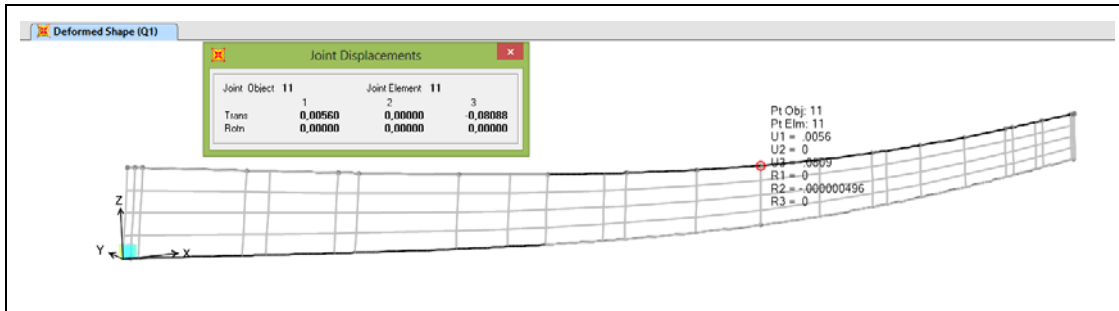 Deformed Shape (Q1)
Joint Displacements
Joint Object 11 Joint Element 11
1 2 3
Trans 0,00560 0,00000 -0,08088
Rotn 0,00000 0,00000 0,00000
Pt Obj: 11
Pt Elm: 11
U1 = .0056
U2 = 0
U3 = -.0809
R1 = 0
R2 = -.000000496
R3 = 0
Z
Y
X